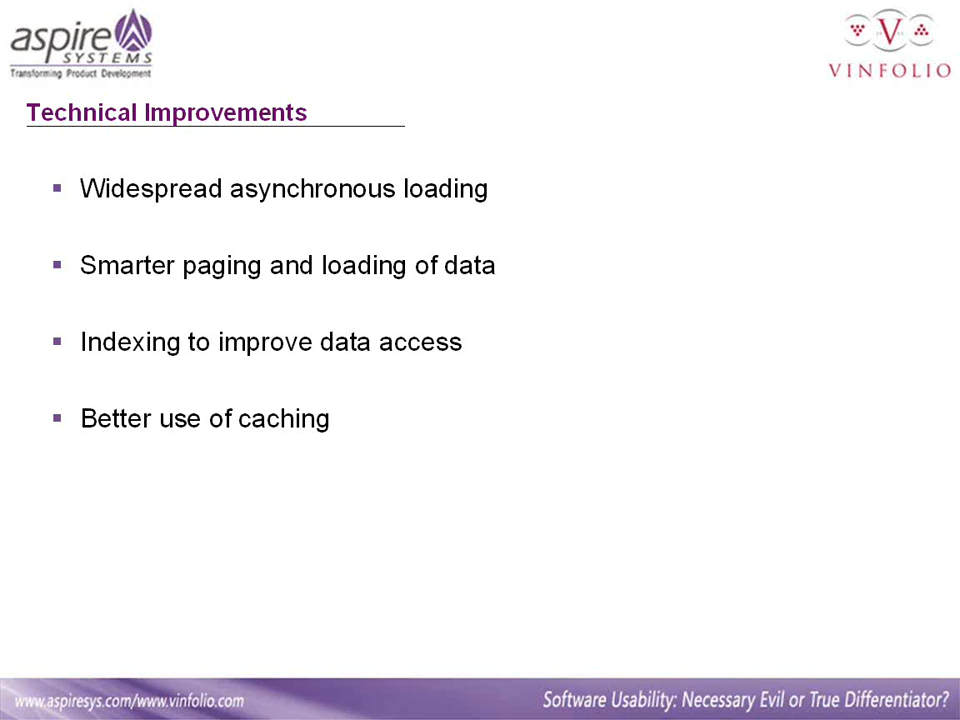 aspire
SYSTEMS
Transforming Product Development
V
VINFOLIO
Technical Improvements
▪ Widespread asynchronous loading
▪ Smarter paging and loading of data
▪ Indexing to improve data access
▪ Better use of caching
www.aspiresys.com/www.vinfolio.com
Software Usability: Necessary Evil or True Differentiator?